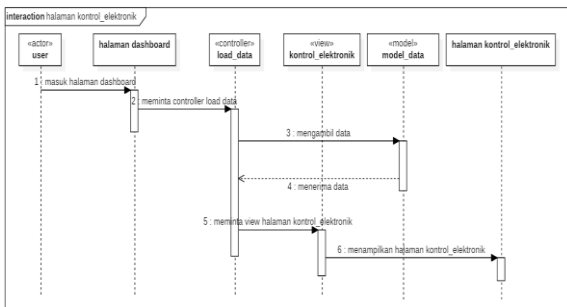 interaction halaman kontrol_elektronik
«actor»
user
halaman dashboard
«controller»
load_data
«view»
kontrol_elektronik
«model»
model_data
halaman kontrol_elektronik
1 : masuk halaman dashboard
2 : meminta controller load data
3 : mengambil data
4 : menerima data
5 : meminta view halaman kontrol_elektronik
6 : menampilkan halaman kontrol_elektronik